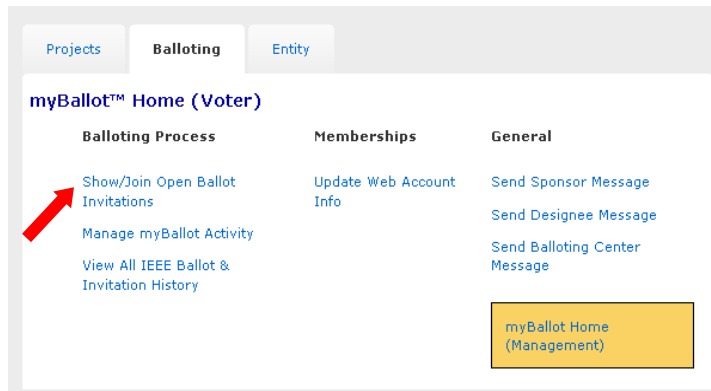 Projects
Balloting
Entity
myBallot™ Home (Voter)
Balloting Process
Show/Join Open Ballot
Invitations
Manage myBallot Activity
View All IEEE Ballot &
Invitation History
Memberships
Update Web Account
Info
General
Send Sponsor Message
Send Designee Message
Send Balloting Center
Message
myBallot Home
(Management)